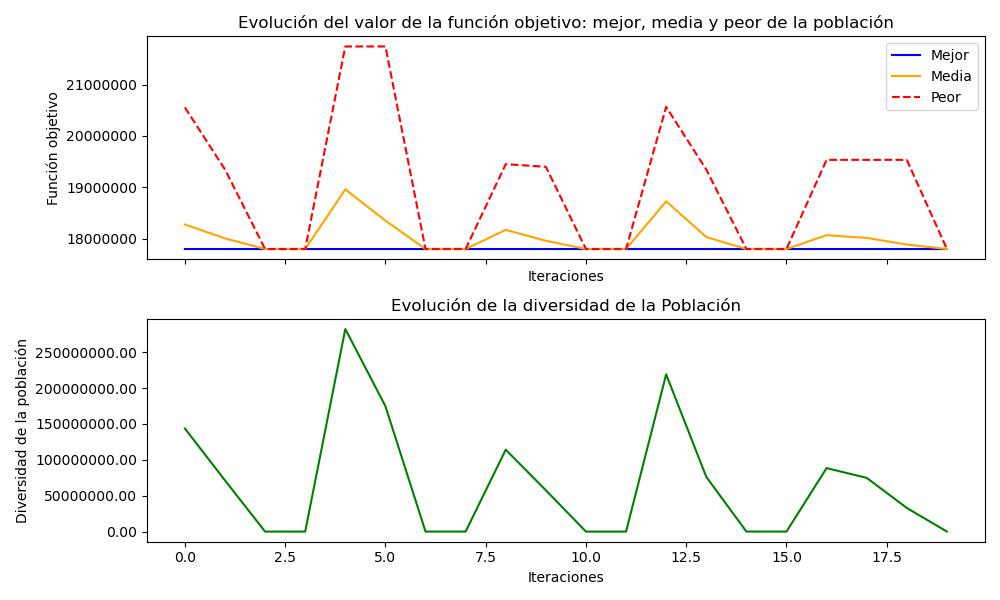 Evolución del valor de la función objetivo: mejor, media y peor de la población
Función objetivo
21000000
20000000
19000000
18000000
Mejor
Media
Peor
Iteraciones
Evolución de la diversidad de la Población
Diversidad de la población
250000000.00
200000000.00
150000000.00
100000000.00
50000000.00
0.00
0.0 2.5 5.0 7.5 10.0 12.5 15.0 17.5
Iteraciones